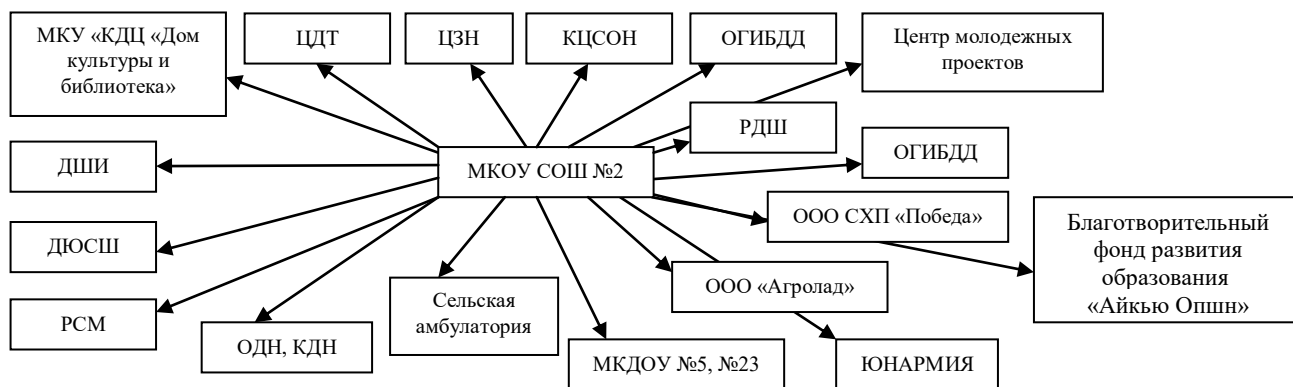 МКУ «КДЦ «Дом
культуры и
библиотека»
ЦДТ
ЦЗН
КЦСОН
ОГИБДД
Центр молодежных
проектов
РДШ
ДШИ
МКОУ СОШ №2
ОГИБДД
ООО СХП «Победа»
Благотворительный
фонд развития
образования
«Айкью Опшн»
ДЮСШ
ООО «Агролад»
Сельская
амбулатория
РСМ
ОДН, КДН
МКДОУ №5, №23
ЮНАРМИЯ